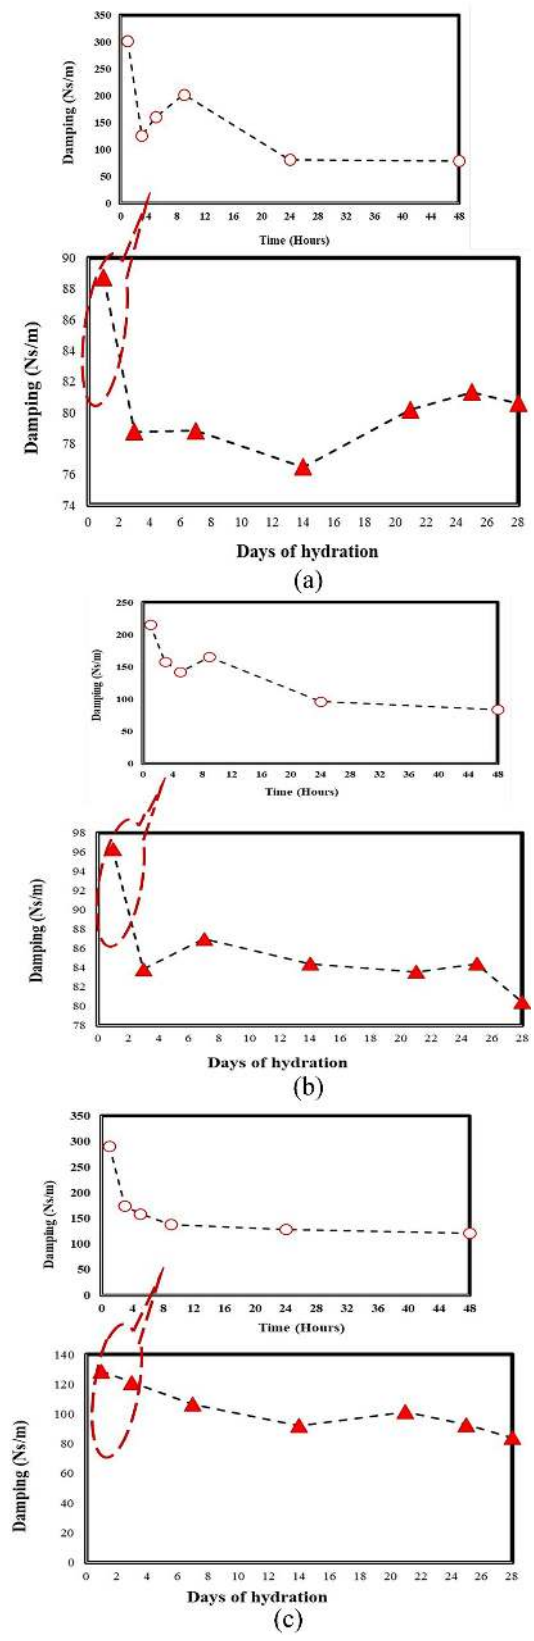 350
300
250
200
150
100
50
0
Damping (Ns/m)
0 4 8 12 16 20 24 28 32 36 40 44 48
Time (Hours)
90
88
86
84
82
80
78
76
74
Damping (Ns/m)
0 2 4 6 8 10 12 14 16 18 20 22 24 26 28
Days of hydration
(a)
250
200
150
100
50
0
Damping (Ns/m)
0 4 8 12 16 20 24 28 32 36 40 44 48
Time (Hours)
98
96
94
92
90
88
86
84
82
80
78
Damping (Ns/m)
0 2 4 6 8 10 12 14 16 18 20 22 24 26 28
Days of hydration
(b)
350
300
250
200
150
100
50
0
Damping (Ns/m)
0 4 8 12 16 20 24 28 32 36 40 44 48
Time (Hours)
140
120
100
80
60
40
20
0
Damping (Ns/m)
0 2 4 6 8 10 12 14 16 18 20 22 24 26 28
Days of hydration
(c)